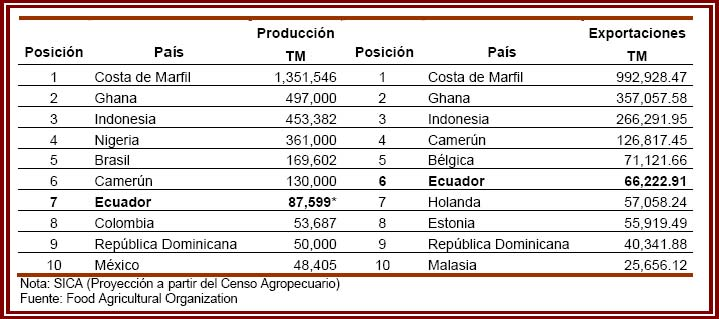 Producción Exportaciones
Posición País TM Posición País TM
1 Costa de Marfil 1,351,546 1 Costa de Marfil 992,928.47
2 Ghana 497,000 2 Ghana 357,057.58
3 Indonesia 453,382 3 Indonesia 266,291.95
4 Nigeria 361,000 4 Camerún 126,817.45
5 Brasil 169,602 5 Bélgica 71,121.66
6 Camerún 130,000 6 Ecuador 66,222.91
7 Ecuador 87,599* 7 Holanda 57,058.24
8 Colombia 53,687 8 Estonia 55,919.49
9 República Dominicana 50,000 9 República Dominicana 40,341.88
10 México 48,405 10 Malasia 25,656.12
Nota: SICA (Proyección a partir del Censo Agropecuario)
Fuente: Food Agricultural Organization